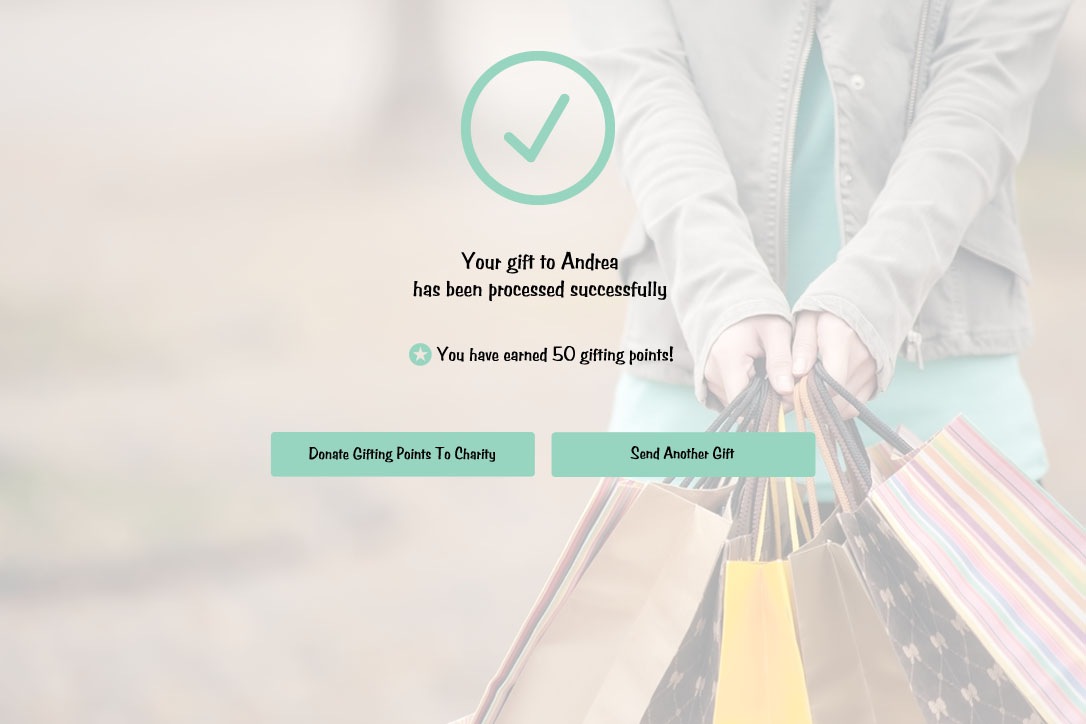 Your gift to Andrea
has been processed successfully
You have earned 50 gifting points!
Donate Gifting Points To Charity
Send Another Gift